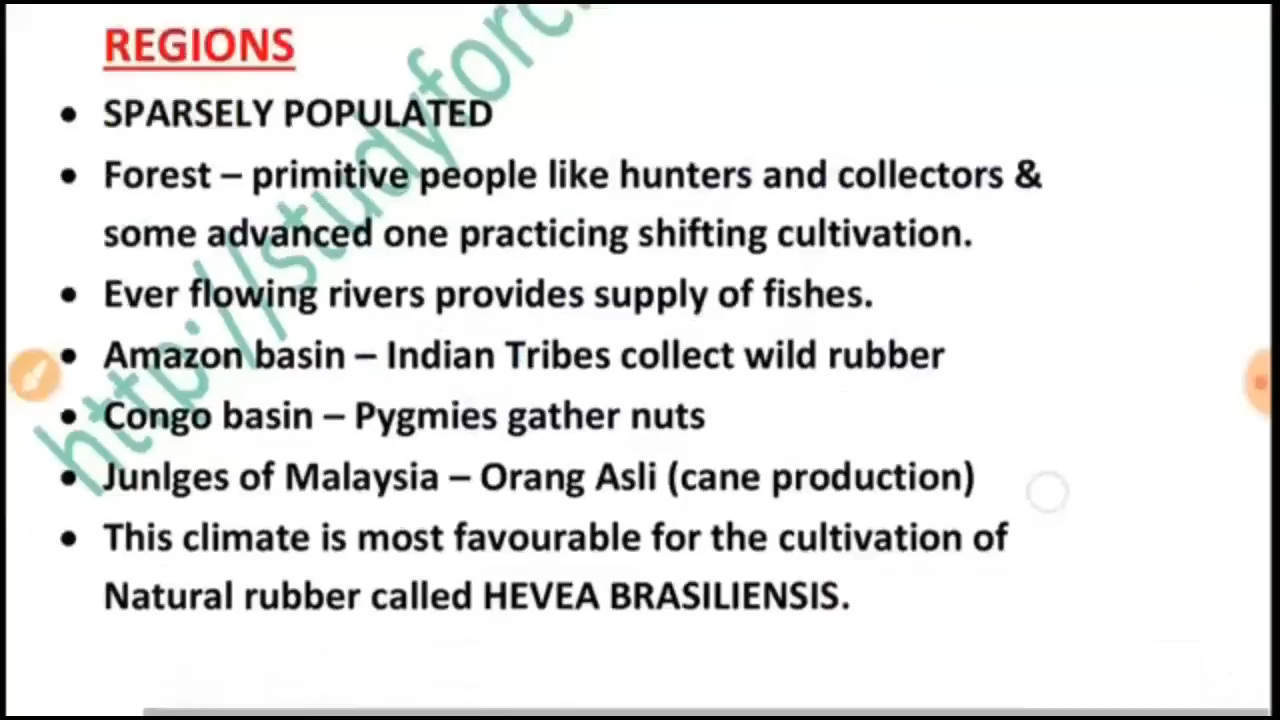 REGIONS
• SPARSELY POPULATED
• Forest – primitive people like hunters and collectors &
some advanced one practicing shifting cultivation.
• Ever flowing rivers provides supply of fishes.
• Amazon basin – Indian Tribes collect wild rubber
• Congo basin – Pygmies gather nuts
• Junlges of Malaysia – Orang Asli (cane production)
• This climate is most favourable for the cultivation of
Natural rubber called HEVEA BRASILIENSIS.
http://studyforc